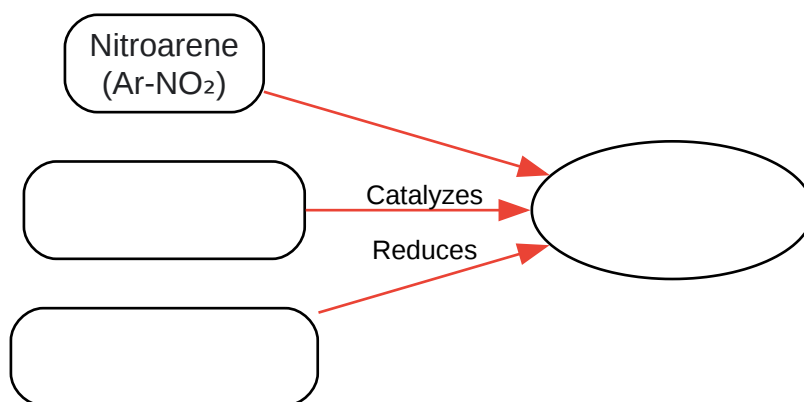 Nitroarene
(Ar-NO₂)
Catalyzes
Reduces